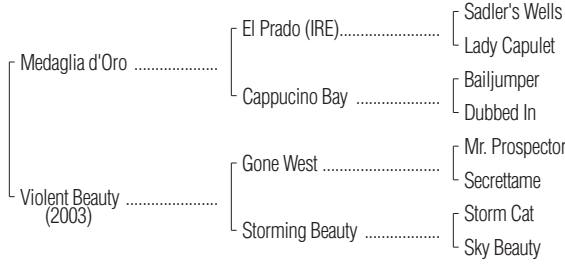 Sadler's Wells
El Prado (IRE)....................
Lady Capulet
Medaglia d'Oro ..................
Bailjumper
Cappucino Bay ................
Dubbed In
Mr. Prospector
Gone West .......................
Secrettame
Violent Beauty ....................
(2003)
Storm Cat
Storming Beauty ...............
Sky Beauty